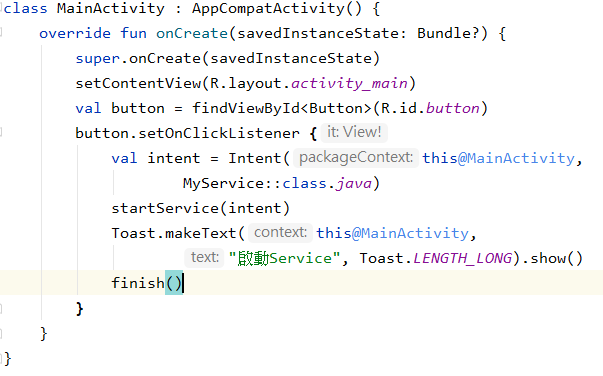 class MainActivity : AppCompatActivity() {
override fun onCreate(savedInstanceState: Bundle?) {
super.onCreate(savedInstanceState)
setContentView(R.layout.activity_main)
val button = findViewById<Button>(R.id.button)
button.setOnClickListener { it: View!
val intent = Intent( packageContext: this@MainActivity,
MyService::class.java)
startService(intent)
Toast.makeText( context: this@MainActivity,
text: "啟動Service", Toast.LENGTH_LONG).show()
finish()
}
}
}